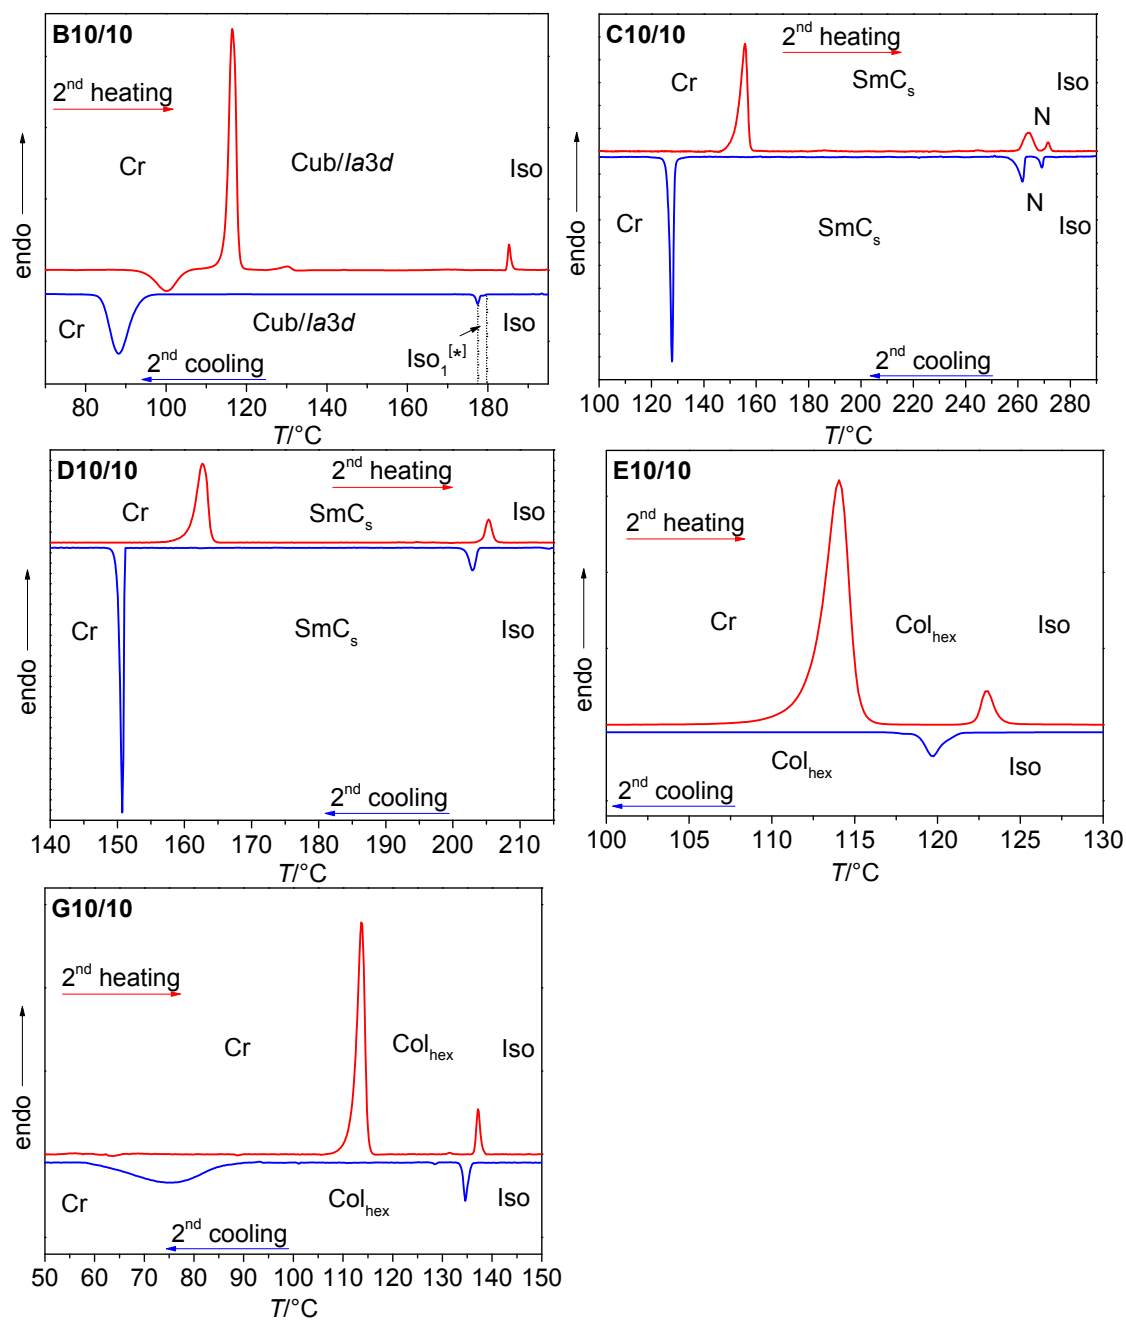 B10/10
2nd heating
Cr
Cub/Ia3d
Iso
endo
Cr
Cub/Ia3d
Iso1[*]
Iso
2nd cooling
80 100 120 140 160 180
T/°C
C10/10
2nd heating
Cr
SmCs
N
Iso
endo
Cr
SmCs
N
Iso
2nd cooling
100 120 140 160 180 200 220 240 260 280
T/°C
D10/10
2nd heating
Cr
SmCs
Iso
endo
Cr
SmCs
Iso
2nd cooling
140 150 160 170 180 190 200 210
T/°C
E10/10
2nd heating
Cr
Colhex
Iso
endo
Colhex
Iso
2nd cooling
100 105 110 115 120 125 130
T/°C
G10/10
2nd heating
Cr
Colhex
Iso
endo
Cr
Colhex
Iso
2nd cooling
50 60 70 80 90 100 110 120 130 140 150
T/°C